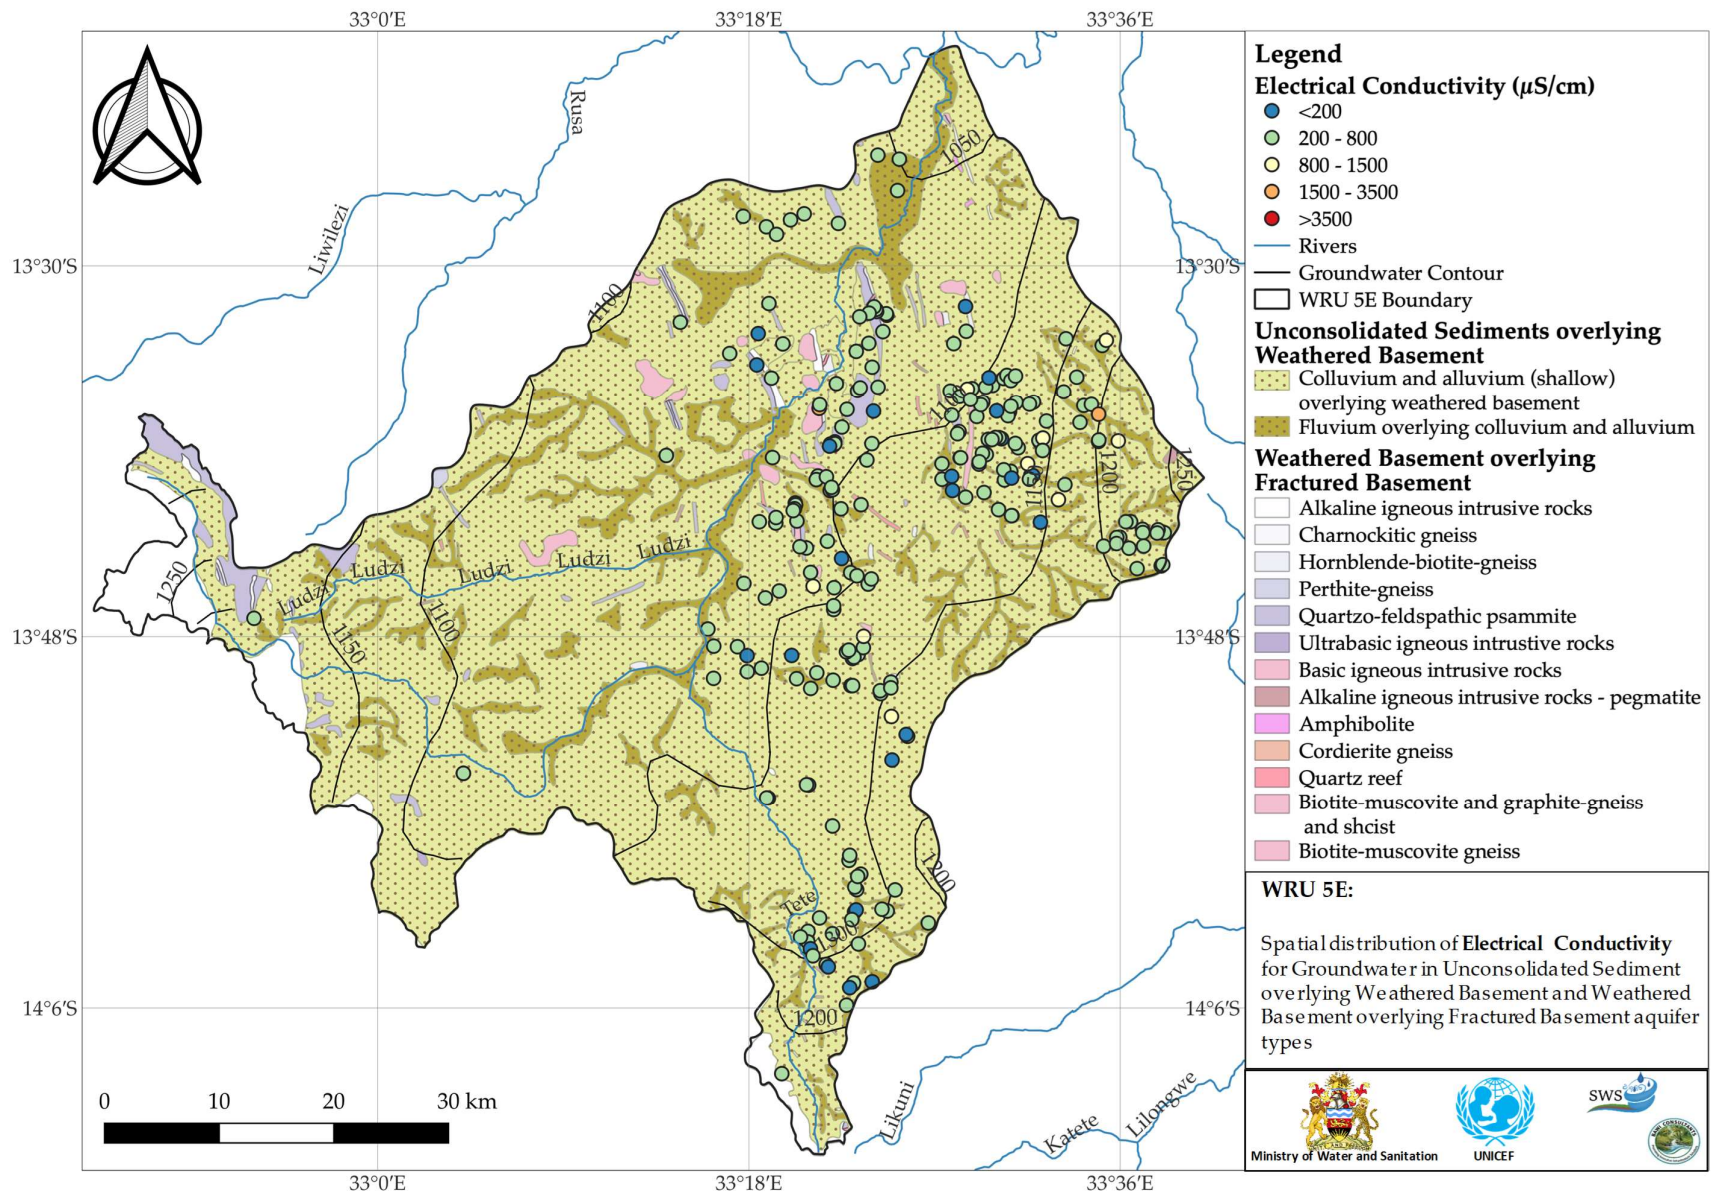 33°0′E
33°18′E
33°36′E
13°30′S
13°30′S
13°48′S
13°48′S
14°6′S
14°6′S
33°0′E
33°18′E
33°36′E
Rusa
Liwilezi
1050
1100
1100
1200
1250
1150
1250
Ludzi
Ludzi
Ludzi
Ludzi
Ludzi
1150
1100
1200
Tete
1300
1200
Likuni
Katete
Lilongwe
0 10 20 30 km
Legend
Electrical Conductivity (µS/cm)
<200
200 - 800
800 - 1500
1500 - 3500
>3500
Rivers
Groundwater Contour
WRU 5E Boundary
Unconsolidated Sediments overlying
Weathered Basement
Colluvium and alluvium (shallow)
overlying weathered basement
Fluvium overlying colluvium and alluvium
Weathered Basement overlying
Fractured Basement
Alkaline igneous intrusive rocks
Charnockitic gneiss
Hornblende-biotite-gneiss
Perthite-gneiss
Quartzo-feldspathic psammite
Ultrabasic igneous intrustive rocks
Basic igneous intrusive rocks
Alkaline igneous intrusive rocks - pegmatite
Amphibolite
Cordierite gneiss
Quartz reef
Biotite-muscovite and graphite-gneiss
and shcist
Biotite-muscovite gneiss
WRU 5E:
Spatial distribution of Electrical Conductivity
for Groundwater in Unconsolidated Sediment
overlying Weathered Basement and Weathered
Basement overlying Fractured Basement aquifer
types
Ministry of Water and Sanitation
UNICEF
SWS